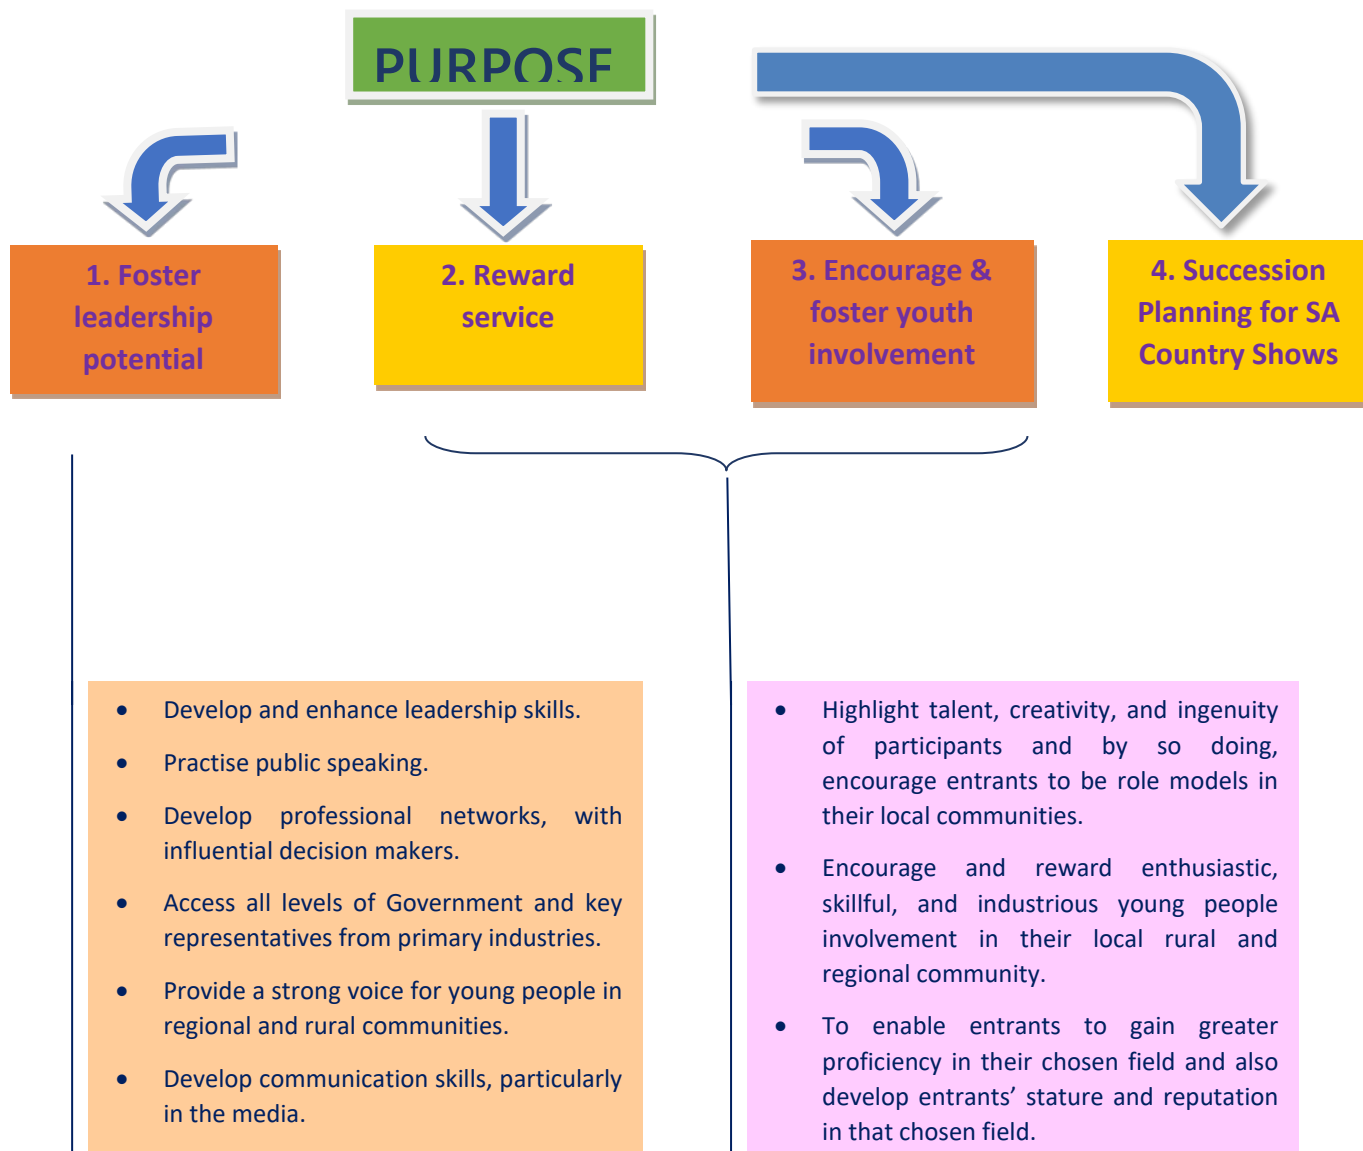 PURPOSE
1. Foster
leadership
potential
2. Reward
service
3. Encourage &
foster youth
involvement
4. Succession
Planning for SA
Country Shows
• Develop and enhance leadership skills.
• Practise public speaking.
• Develop professional networks, with
influential decision makers.
• Access all levels of Government and key
representatives from primary industries.
• Provide a strong voice for young people in
regional and rural communities.
• Develop communication skills, particularly
in the media.
• Highlight talent, creativity, and ingenuity
of participants and by so doing,
encourage entrants to be role models in
their local communities.
• Encourage and reward enthusiastic,
skillful, and industrious young people
involvement in their local rural and
regional community.
• To enable entrants to gain greater
proficiency in their chosen field and also
develop entrants’ stature and reputation
in that chosen field.